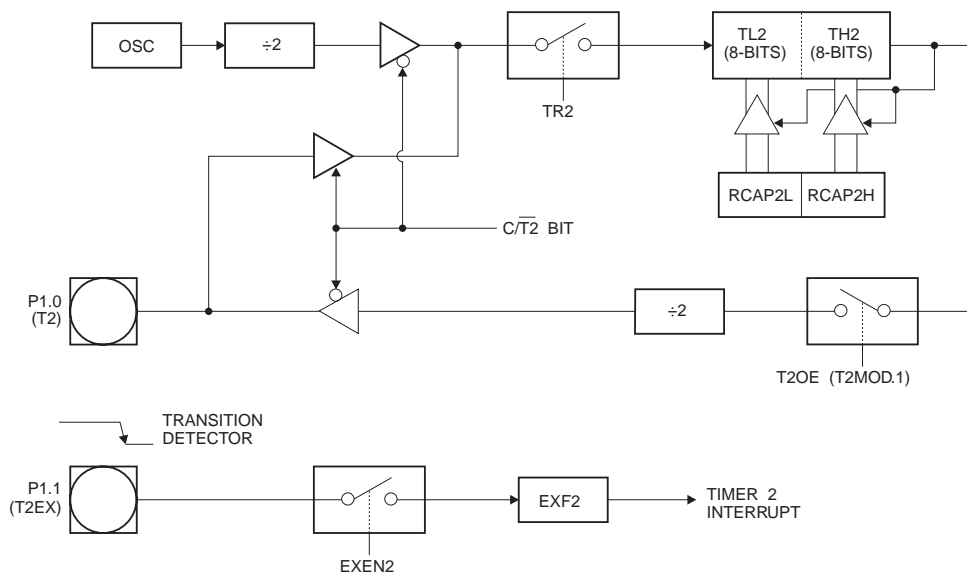 OSC
÷2
TR2
TL2
(8-BITS)
TH2
(8-BITS)
RCAP2L
RCAP2H
C/T2 BIT
P1.0
(T2)
÷2
T2OE (T2MOD.1)
TRANSITION
DETECTOR
P1.1
(T2EX)
EXEN2
EXF2
TIMER 2
INTERRUPT